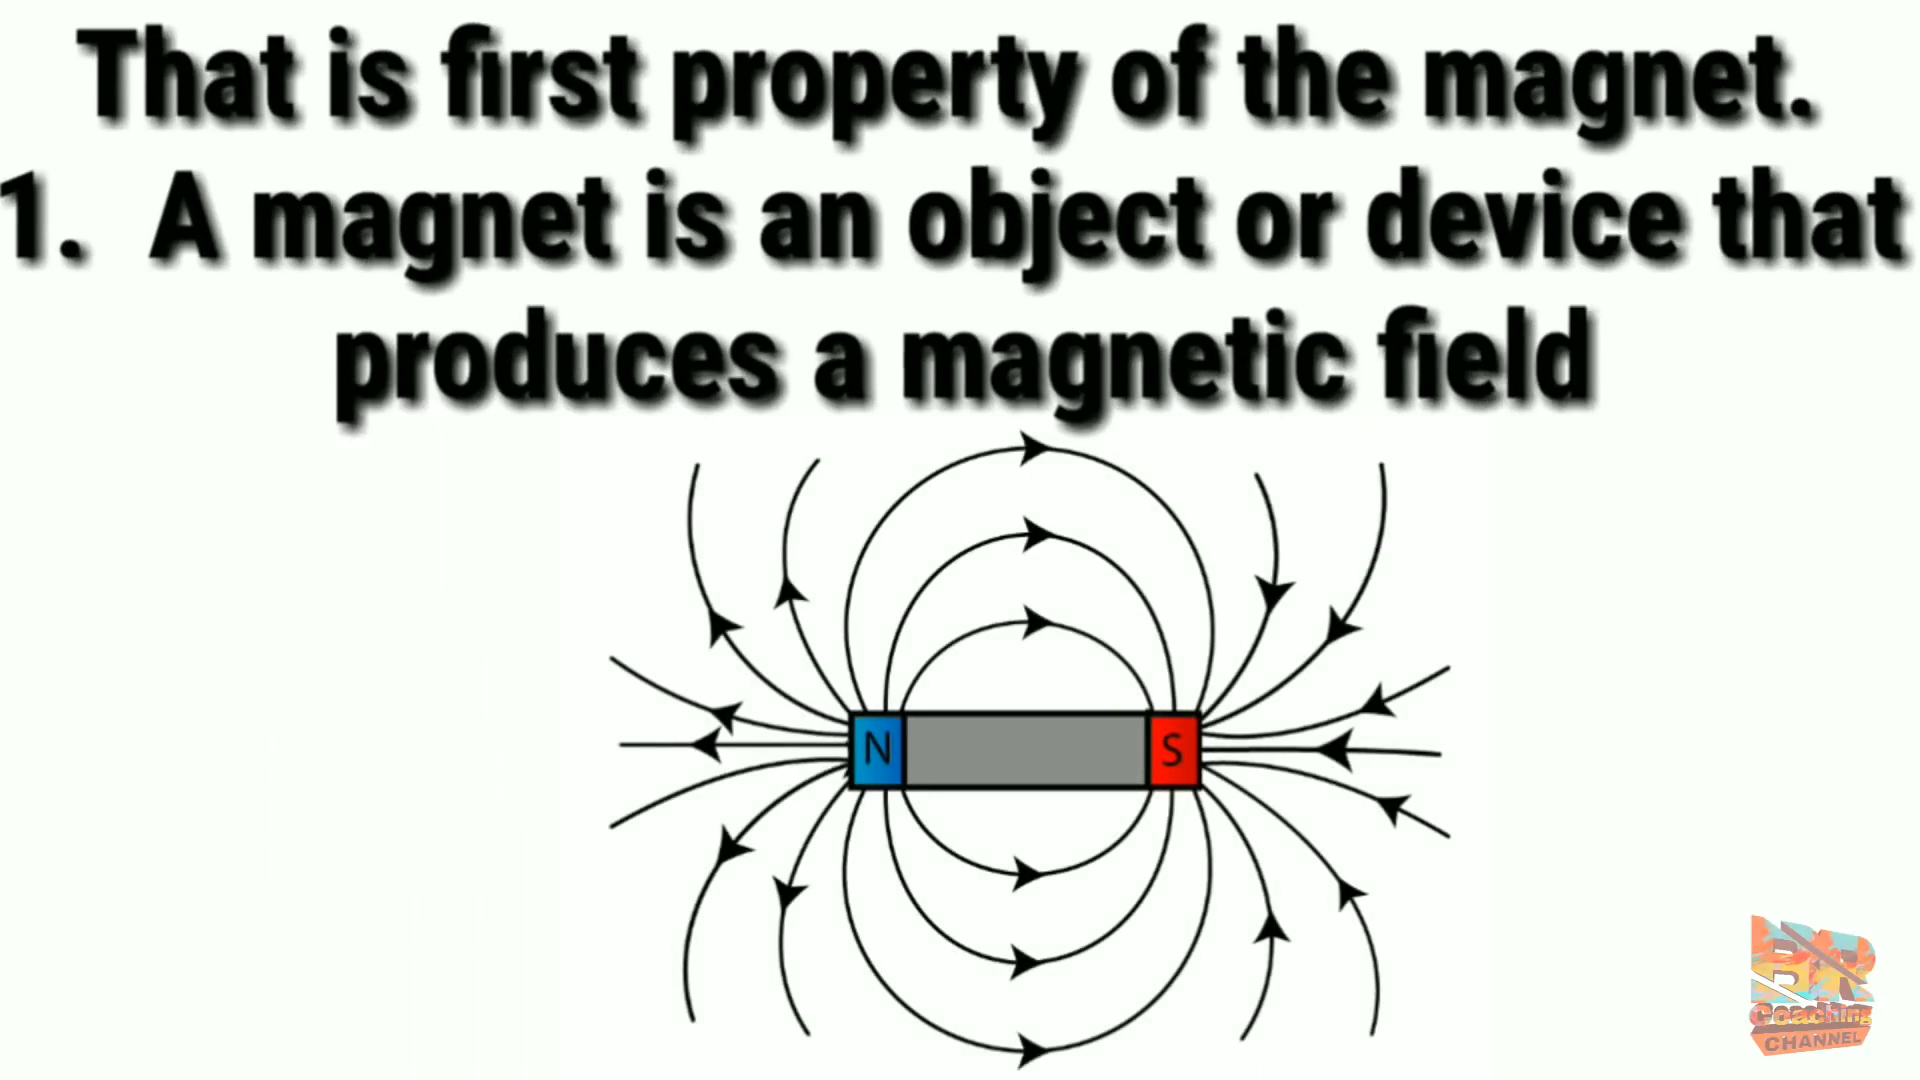 That is first property of the magnet.
1. A magnet is an object or device that
produces a magnetic field
N
S
BR
Coaching
CHANNEL